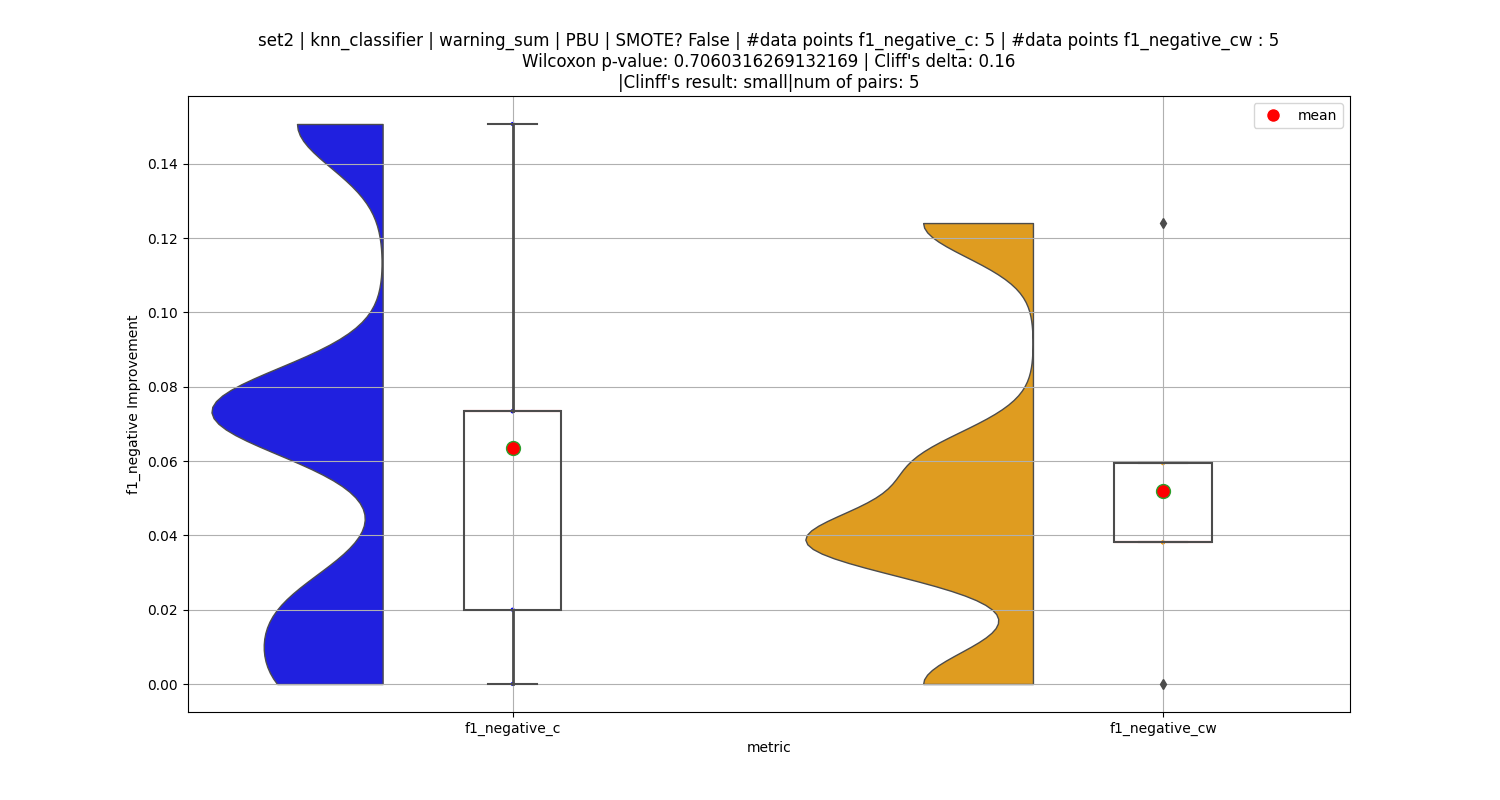 set2 | knn_classifier | warning_sum | PBU | SMOTE? False | #data points f1_negative_c: 5 | #data points f1_negative_cw : 5
Wilcoxon p-value: 0.7060316269132169 | Cliff's delta: 0.16
|Clinff's result: small|num of pairs: 5
mean
0.14
0.12
0.10
0.08
0.06
0.04
0.02
0.00
f1_negative Improvement
f1_negative_c
f1_negative_cw
metric